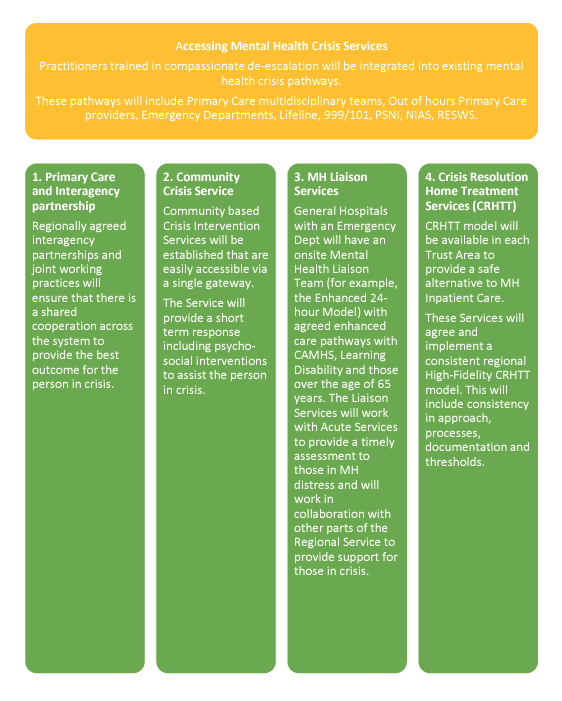 Accessing Mental Health Crisis Services
Practitioners trained in compassionate de-escalation will be integrated into existing mental
health crisis pathways.
These pathways will include Primary Care multidisciplinary teams, Out of hours Primary Care
providers, Emergency Departments, Lifeline, 999/101, PSNI, NIAS, RESWS.
1. Primary Care
and Interagency
partnership
Regionally agreed
interagency
partnerships and
joint working
practices will
ensure that there is
a shared
cooperation across
the system to
provide the best
outcome for the
person in crisis.
2. Community
Crisis Service
Community based
Crisis Intervention
Services will be
established that are
easily accessible via
a single gateway.
The Service will
provide a short
term response
including psycho-
social interventions
to assist the person
in crisis.
3. MH Liaison
Services
General Hospitals
with an Emergency
Dept will have an
onsite Mental
Health Liaison
Team (for example,
the Enhanced 24-
hour Model) with
agreed enhanced
care pathways with
CAMHS, Learning
Disability and those
over the age of 65
years. The Liaison
Services will work
with Acute Services
to provide a timely
assessment to
those in MH
distress and will
work in
collaboration with
other parts of the
Regional Service to
provide support for
those in crisis.
4. Crisis Resolution
Home Treatment
Services (CRHTT)
CRHTT model will
be available in each
Trust Area to
provide a safe
alternative to MH
Inpatient Care.
These Services will
agree and
implement a
consistent regional
High-Fidelity CRHTT
model. This will
include consistency
in approach,
processes,
documentation and
thresholds.